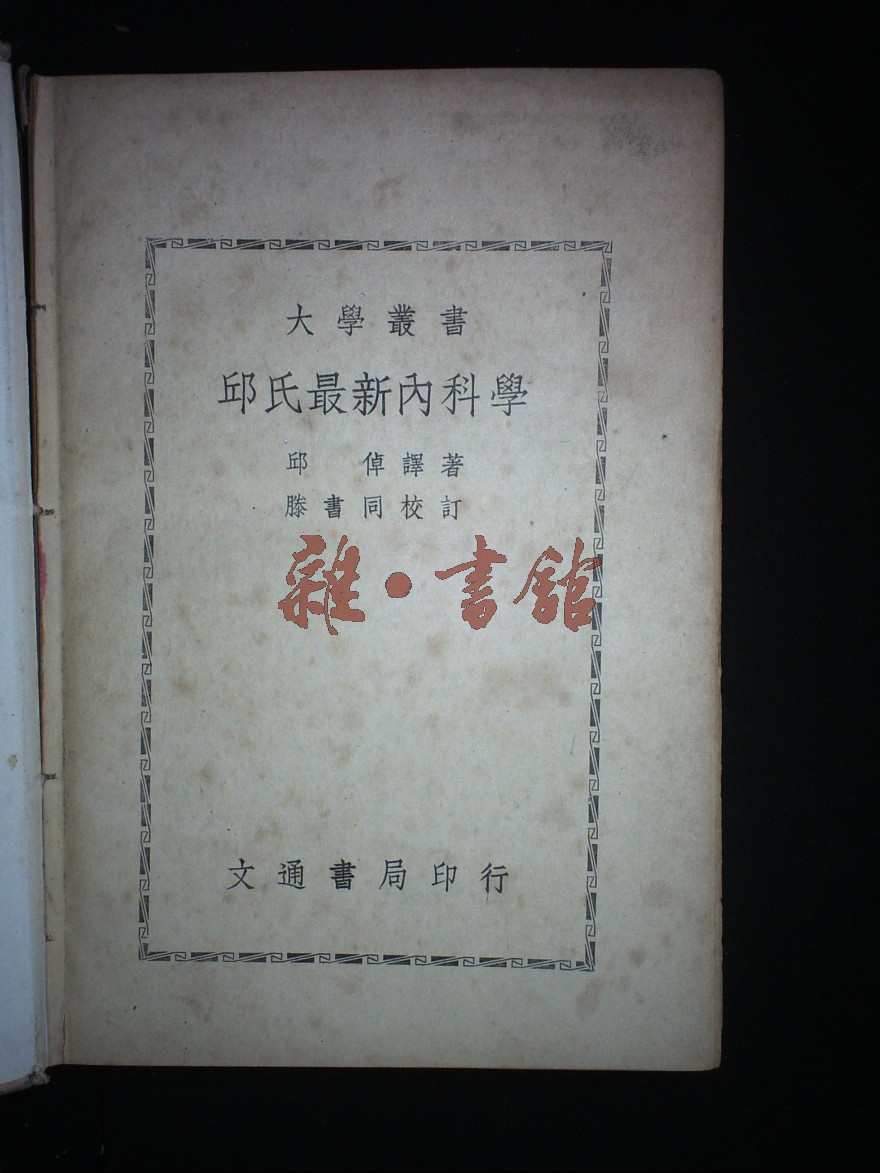 大學叢書
邱氏最新內科學
邱 倬譯著
滕書同校訂
雜·書館
文通書局印行